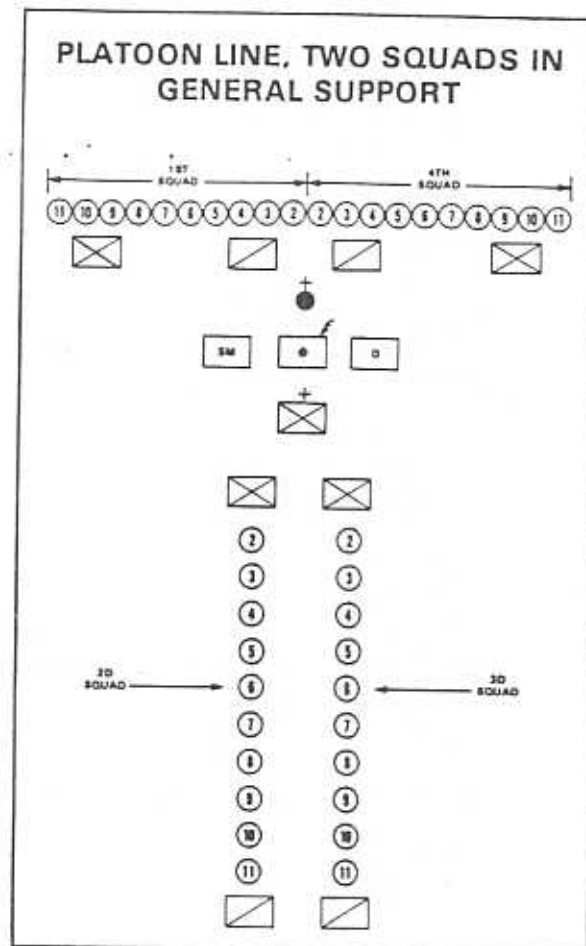 PLATOON LINE, TWO SQUADS IN
GENERAL SUPPORT
1ST
SQUAD
4TH
SQUAD
11 10 9 8 7 6 5 4 3 2 2 3 4 5 6 7 8 9 10 11
SM
D
2 2
3 3
4 4
5 5
2D
SQUAD
6 6
3D
SQUAD
7 7
8 8
9 9
10 10
11 11